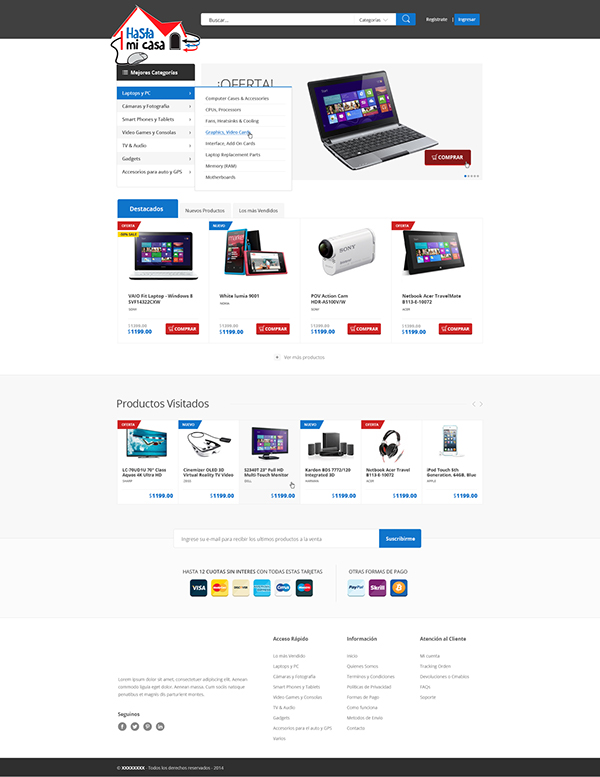 HaSta
mi casa
Buscar...
Categorías
Registrate | Ingresar
Mejores Categorías
Laptops y PC
Cámaras y Fotografía
Smart Phones y Tablets
Video Games y Consolas
TV & Audio
Gadgets
Accesorios para auto y GPS
Computer Cases & Accessories
CPUs, Processors
Fans, Heatsinks & Cooling
Graphics, Video Cards
Interface, Add-On Cards
Laptop Replacement Parts
Memory (RAM)
Motherboards
¡OFERTA!
COMPRAR
Destacados
Nuevos Productos
Los más Vendidos
OFERTA
NUEVO
OFERTA
VAIO Fit Laptop - Windows 8
SVF14322CXW
SONY
$1399.00
$1199.00
COMPRAR
White lumia 9001
NOKIA
$1399.00
$1199.00
COMPRAR
SONY
POV Action Cam
HDR-AS100V/W
SONY
$1399.00
$1199.00
COMPRAR
Netbook Acer TravelMate
B113-E-10072
ACER
$1399.00
$1199.00
COMPRAR
Ver más productos
Productos Visitados
OFERTA
NUEVO
NUEVO
OFERTA
LC-70UD1U 70" Class
Aquos 4K Ultra HD
SHARP
$1199.00
Cinemizer OLED 3D
Virtual Reality TV Video
ZEISS
$1199.00
S2340T 23" Full HD
Multi-Touch Monitor
DELL
$1199.00
Karden BDS 7772/120
Integrated 3D
HARMAN
$1199.00
Netbook Acer Travel
B113-E-10072
ACER
$1199.00
iPod Touch 5th
Generation. 64GB, Bluc
APPLE
$1199.00
Ingrese su e-mail para recibir los ultimos productos a la venta
Suscribirme
HASTA 12 CUOTAS SIN INTERES CON TODAS ESTAS TARJETAS
OTRAS FORMAS DE PAGO
VISA
PayPal
Skrill
Lorem ipsum dolor sit amet, consectetuer adipiscing elit. Aenean
commodo ligula eget dolor. Aenean massa. Cum sociis natoque
penatibus et magnis dis parturient montes.
Seguinos
Acceso Rápido
Lo más Vendido
Laptops y PC
Cámaras y Fotografía
Smart Phones y Tablets
Video Games y Consolas
TV & Audio
Gadgets
Accesorios para el auto y GPS
Varios
Información
Inicio
Quienes Somos
Terminos y Condiciones
Politicas de Privacidad
Formas de Pago
Como funciona
Metodos de Envio
Contacto
Atención al Cliente
Mi cuenta
Tracking Orden
Devoluciones o Emabios
FAQs
Soporte
© XXXXXXXX - Todos los derechos reservados - 2014